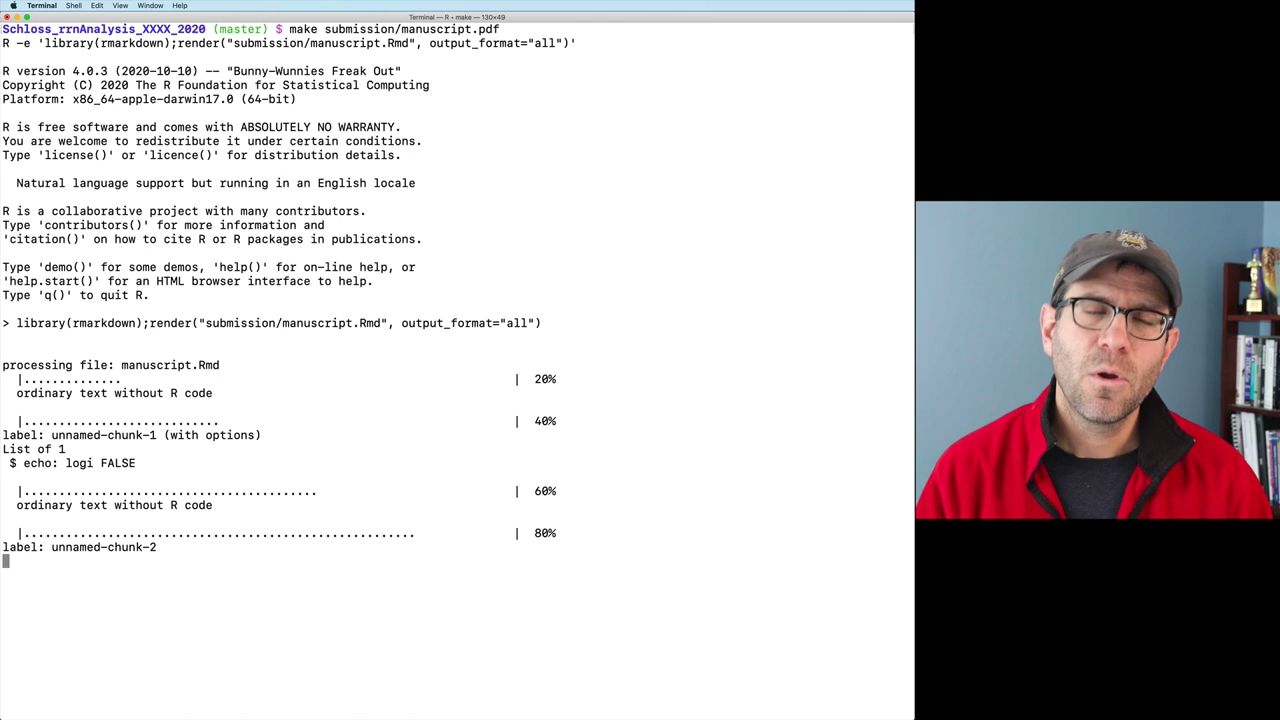 Terminal Shell Edit View Window Help
Terminal — R • make — 130×49
Schloss_rrnAnalysis_XXXX_2020 (master) $ make submission/manuscript.pdf
R -e 'library(rmarkdown);render("submission/manuscript.Rmd", output_format="all")'
R version 4.0.3 (2020-10-10) -- "Bunny-Wunnies Freak Out"
Copyright (C) 2020 The R Foundation for Statistical Computing
Platform: x86_64-apple-darwin17.0 (64-bit)
R is free software and comes with ABSOLUTELY NO WARRANTY.
You are welcome to redistribute it under certain conditions.
Type 'license()' or 'licence()' for distribution details.
Natural language support but running in an English locale
R is a collaborative project with many contributors.
Type 'contributors()' for more information and
'citation()' on how to cite R or R packages in publications.
Type 'demo()' for some demos, 'help()' for on-line help, or
'help.start()' for an HTML browser interface to help.
Type 'q()' to quit R.
> library(rmarkdown);render("submission/manuscript.Rmd", output_format="all")
processing file: manuscript.Rmd
|.............. | 20%
ordinary text without R code
|............................ | 40%
label: unnamed-chunk-1 (with options)
List of 1
$ echo: logi FALSE
|.......................................... | 60%
ordinary text without R code
|........................................................ | 80%
label: unnamed-chunk-2